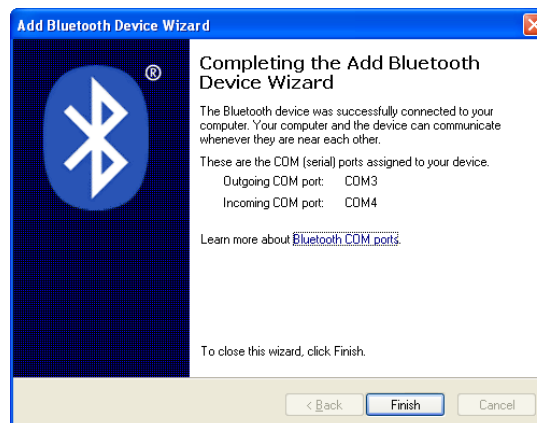 Add Bluetooth Device Wizard
®
Completing the Add Bluetooth
Device Wizard
The Bluetooth device was successfully connected to your
computer. Your computer and the device can communicate
whenever they are near each other.
These are the COM (serial) ports assigned to your device.
Outgoing COM port: COM3
Incoming COM port: COM4
Learn more about Bluetooth COM ports.
To close this wizard, click Finish.
< Back Finish Cancel